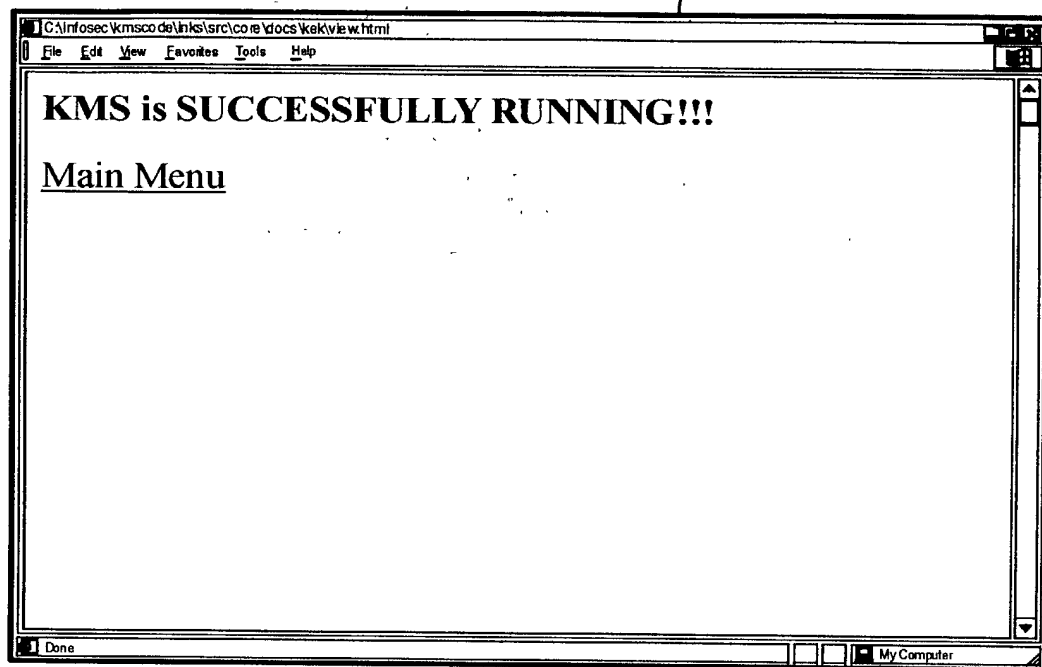 C:\Infosec\kmscode\lnks\src\core\docs\kek\view.html
File Edit View Favorites Tools Help
KMS is SUCCESSFULLY RUNNING!!!
Main Menu
Done
My Computer